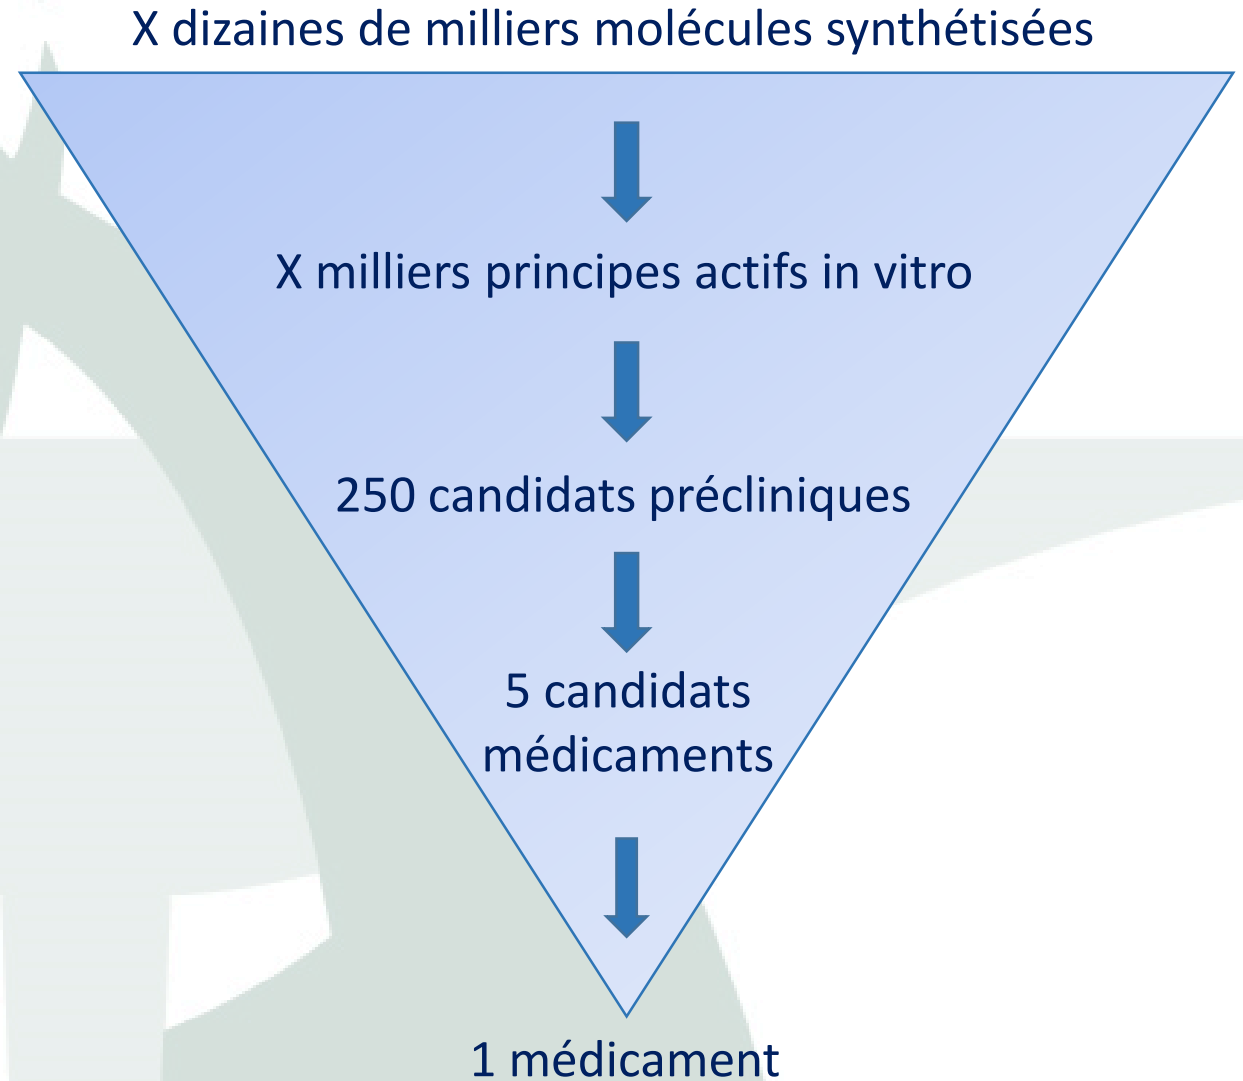 X dizaines de milliers molécules synthétisées
X milliers principes actifs in vitro
250 candidats précliniques
5 candidats
médicaments
1 médicament